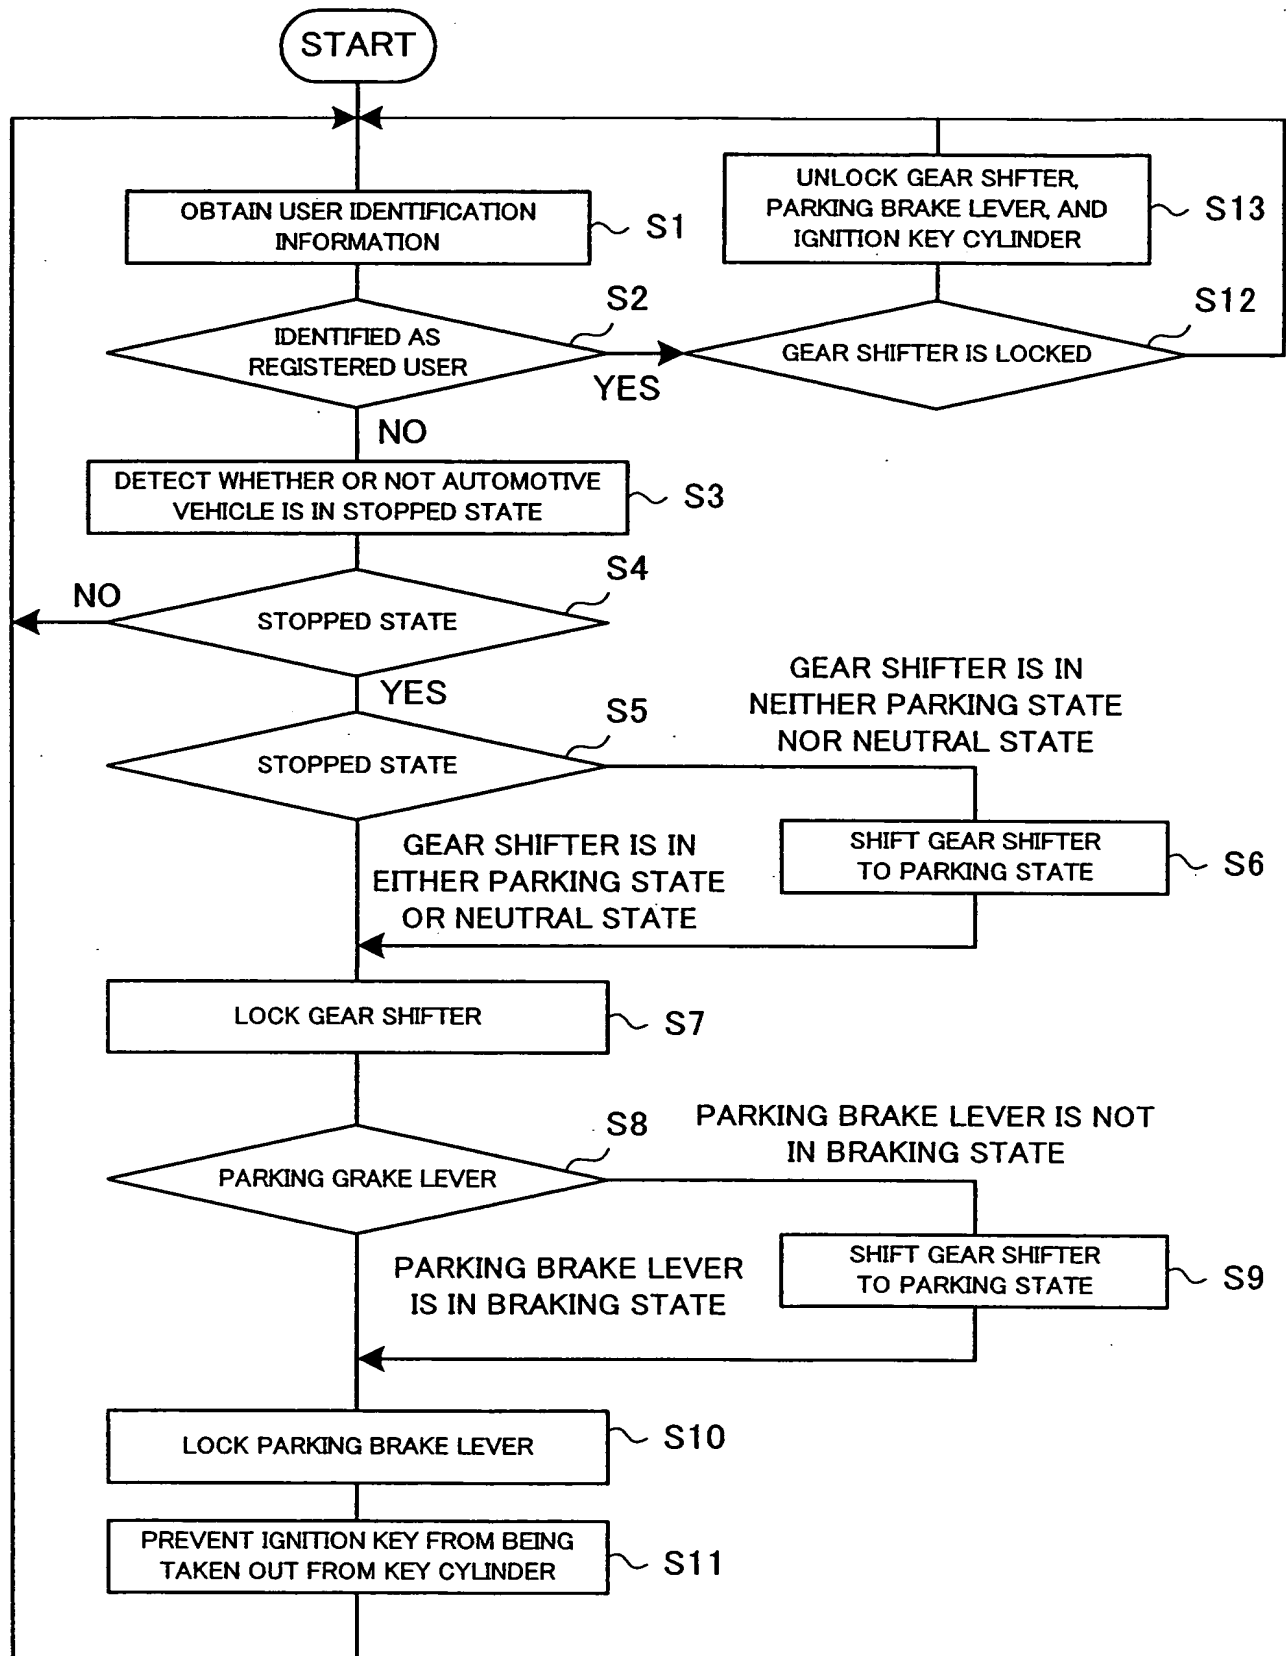 START
OBTAIN USER IDENTIFICATION
INFORMATION
S1
UNLOCK GEAR SHFTER,
PARKING BRAKE LEVER, AND
IGNITION KEY CYLINDER
S13
IDENTIFIED AS
REGISTERED USER
S2
YES
GEAR SHIFTER IS LOCKED
S12
NO
DETECT WHETHER OR NOT AUTOMOTIVE
VEHICLE IS IN STOPPED STATE
S3
NO
STOPPED STATE
S4
YES
STOPPED STATE
S5
GEAR SHIFTER IS IN
NEITHER PARKING STATE
NOR NEUTRAL STATE
SHIFT GEAR SHIFTER
TO PARKING STATE
S6
GEAR SHIFTER IS IN
EITHER PARKING STATE
OR NEUTRAL STATE
LOCK GEAR SHIFTER
S7
PARKING GRAKE LEVER
S8
PARKING BRAKE LEVER IS NOT
IN BRAKING STATE
SHIFT GEAR SHIFTER
TO PARKING STATE
S9
PARKING BRAKE LEVER
IS IN BRAKING STATE
LOCK PARKING BRAKE LEVER
S10
PREVENT IGNITION KEY FROM BEING
TAKEN OUT FROM KEY CYLINDER
S11